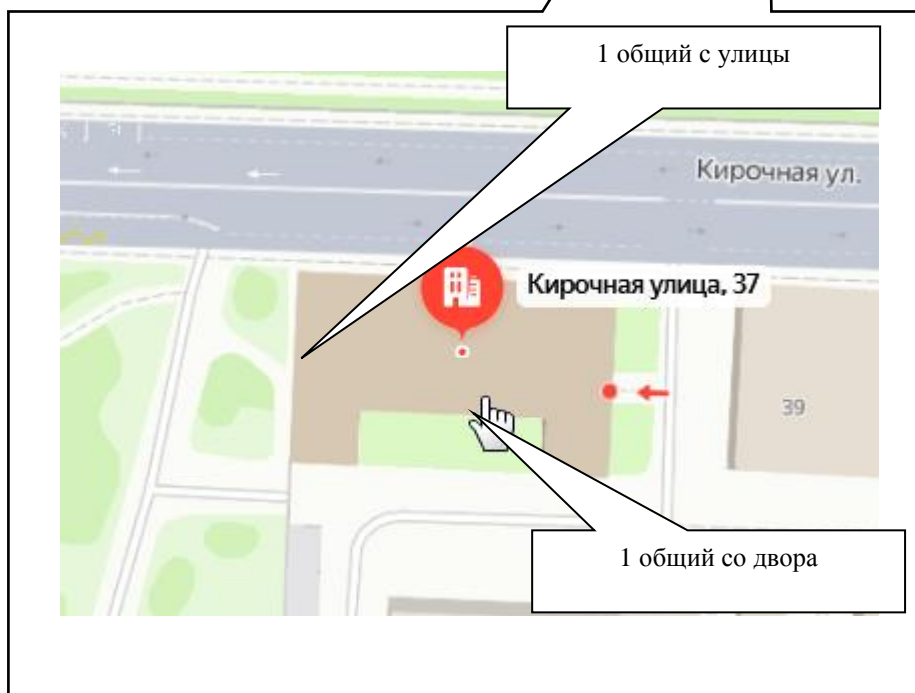 1 общий с улицы
Кирочная ул.
Кирочная улица, 37
39
1 общий со двора